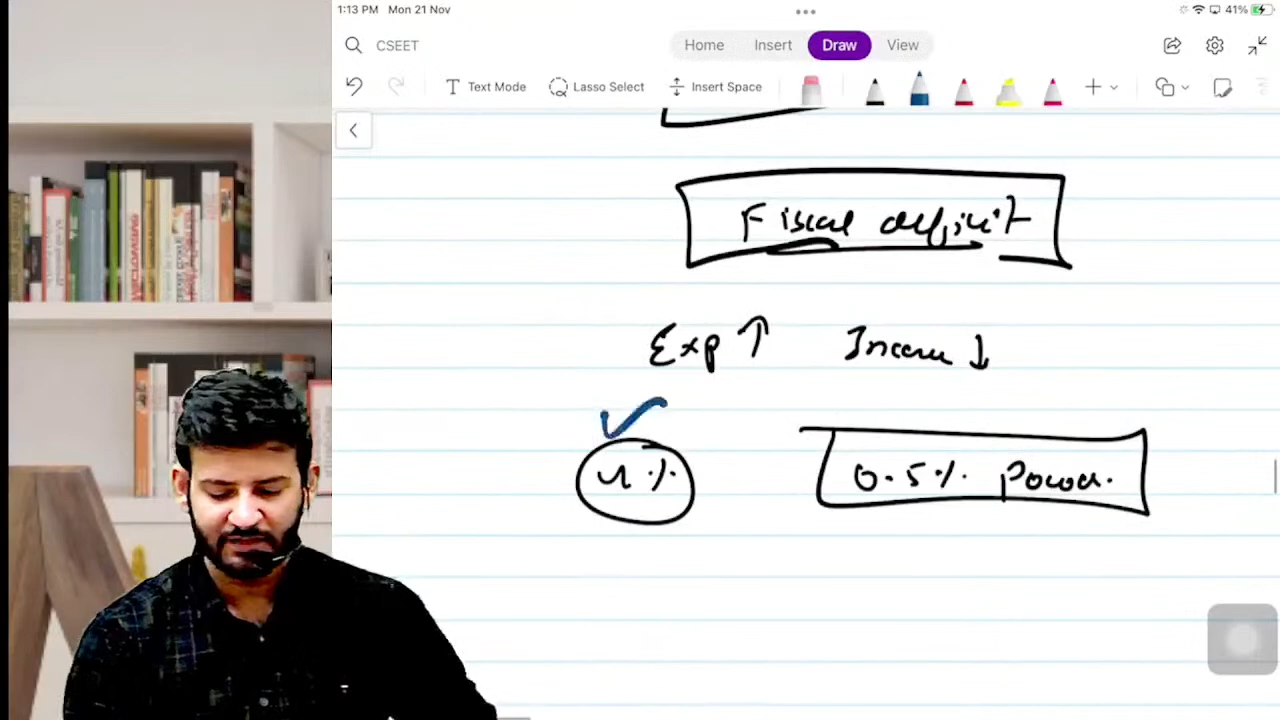 1:13 PM Mon 21 Nov
41%
CSEET
Home Insert Draw View
Text Mode Lasso Select Insert Space
Fiscal deficit
Exp ↑ Income ↓
4% 0.5% Power.